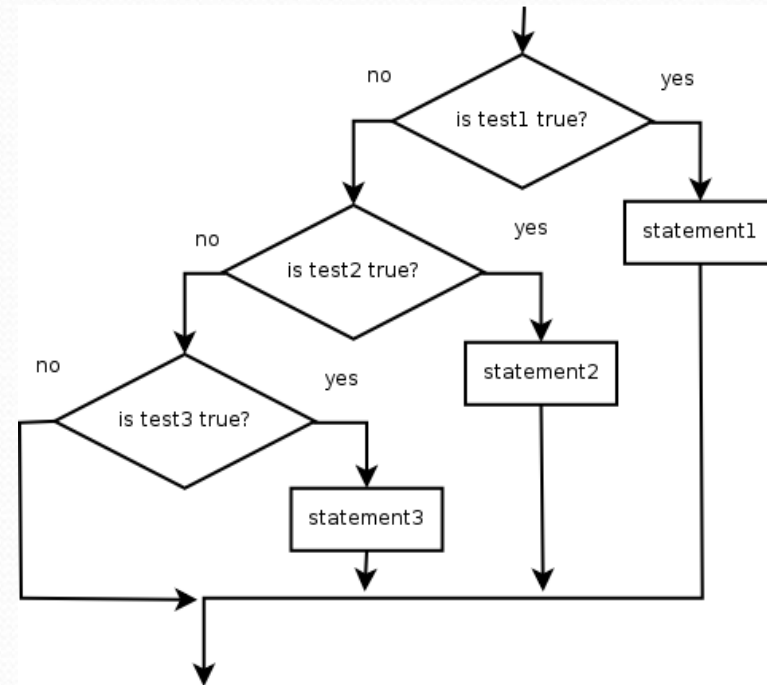 no
yes
is test1 true?
statement1
no
yes
is test2 true?
statement2
no
yes
is test3 true?
statement3